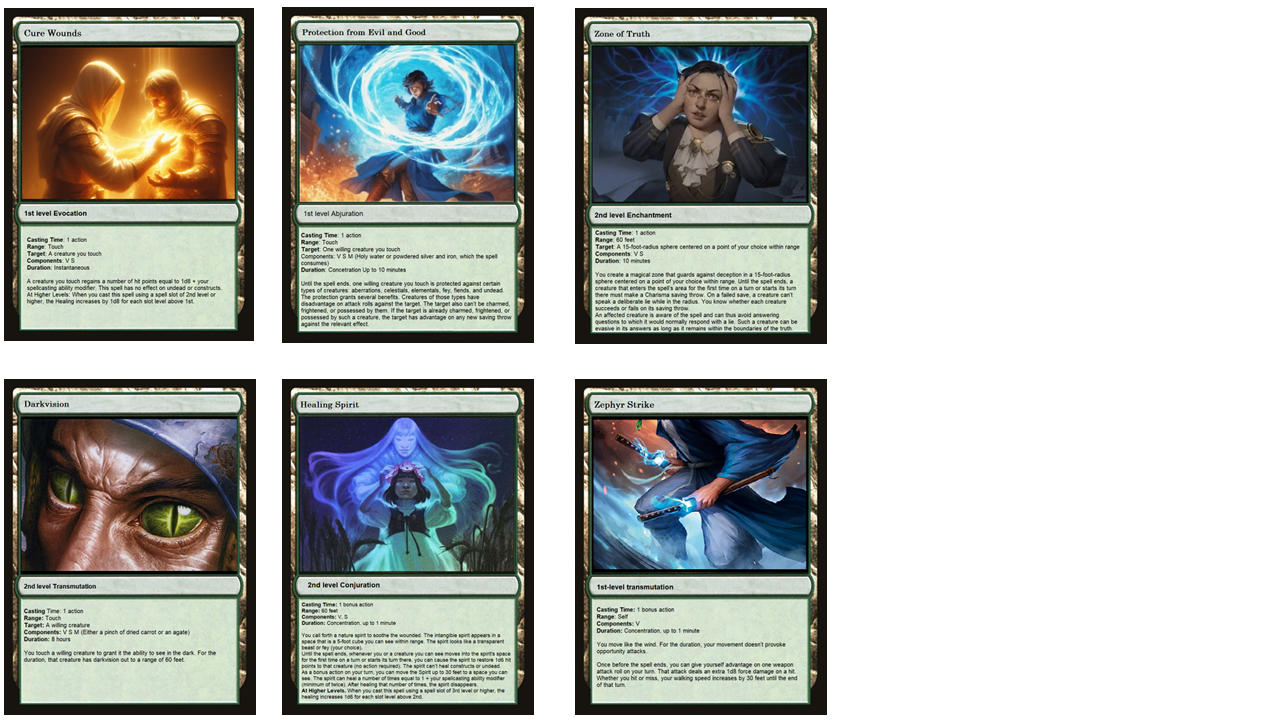 Cure Wounds
1st level Evocation
Casting Time: 1 action
Range: Touch
Target: A creature you touch
Components: V S
Duration: Instantaneous
A creature you touch regains a number of hit points equal to 1d8 + your
spellcasting ability modifier. This spell has no effect on undead or constructs.
At Higher Levels: When you cast this spell using a spell slot of 2nd level or
higher, the Healing increases by 1d8 for each slot level above 1st.
Protection from Evil and Good
1st level Abjuration
Casting Time: 1 action
Range: Touch
Target: One willing creature you touch
Components: V S M (Holy water or powdered silver and iron, which the spell
consumes)
Duration: Concetration Up to 10 minutes
Until the spell ends, one willing creature you touch is protected against certain
types of creatures: aberrations, celestials, elementals, fey, fiends, and undead.
The protection grants several benefits. Creatures of those types have
disadvantage on attack rolls against the target. The target also can't be charmed,
frightened, or possessed by them. If the target is already charmed, frightened, or
possessed by such a creature, the target has advantage on any new saving throw
against the relevant effect.
Zone of Truth
2nd level Enchantment
Casting Time: 1 action
Range: 60 feet
Target: A 15-foot-radius sphere centered on a point of your choice within range
Components: V S
Duration: 10 minutes
You create a magical zone that guards against deception in a 15-foot-radius
sphere centered on a point of your choice within range. Until the spell ends, a
creature that enters the spell's area for the first time on a turn or starts its turn
there must make a Charisma saving throw. On a failed save, a creature can't
speak a deliberate lie while in the radius. You know whether each creature
succeeds or fails on its saving throw.
An affected creature is aware of the spell and can thus avoid answering
questions to which it would normally respond with a lie. Such a creature can be
evasive in its answers as long as it remains within the boundaries of the truth.
Darkvision
2nd level Transmutation
Casting Time: 1 action
Range: Touch
Target: A willing creature
Components: V S M (Either a pinch of dried carrot or an agate)
Duration: 8 hours
You touch a willing creature to grant it the ability to see in the dark. For the
duration, that creature has darkvision out to a range of 60 feet.
Healing Spirit
2nd level Conjuration
Casting Time: 1 bonus action
Range: 60 feet
Components: V, S
Duration: Concentration, up to 1 minute
You call forth a nature spirit to soothe the wounded. The intangible spirit appears in a
space that is a 5-foot cube you can see within range. The spirit looks like a transparent
beast or fey (your choice).
Until the spell ends, whenever you or a creature you can see moves into the spirit's space
for the first time on a turn or starts its turn there, you can cause the spirit to restore 1d6 hit
points to that creature (no action required). The spirit can't heal constructs or undead.
As a bonus action on your turn, you can move the Spirit up to 30 feet to a space you can
see. The spirit can heal a number of times equal to 1 + your spellcasting ability modifier
(minimum of twice). After healing that number of times, the spirit disappears.
At Higher Levels. When you cast this spell using a spell slot of 3rd level or higher, the
healing increases 1d6 for each slot level above 2nd.
Zephyr Strike
1st-level transmutation
Casting Time: 1 bonus action
Range: Self
Components: V
Duration: Concentration, up to 1 minute
You move like the wind. For the duration, your movement doesn't provoke
opportunity attacks.
Once before the spell ends, you can give yourself advantage on one weapon
attack roll on your turn. That attack deals an extra 1d8 force damage on a hit.
Whether you hit or miss, your walking speed increases by 30 feet until the end
of that turn.